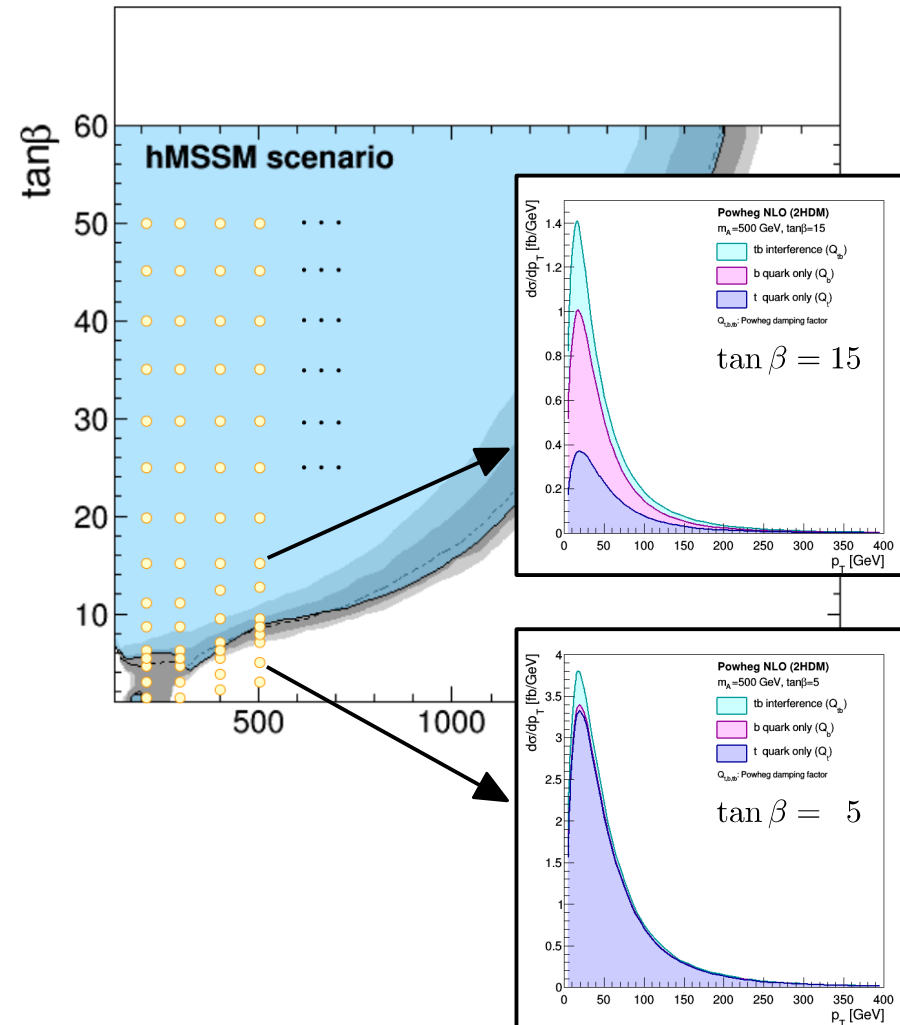 tanβ
60
50
40
30
20
10
500
1000
hMSSM scenario
dσ/dp_T [fb/GeV]
1.4
1.2
1
0.8
0.6
0.4
0.2
0
0 50 100 150 200 250 300 350 400
p_T [GeV]
Powheg NLO (2HDM)
m_A=500 GeV, tanβ=15
tb interference (Q_tb)
b quark only (Q_b)
t quark only (Q_t)
Q_t,b,tb: Powheg damping factor
tan β = 15
dσ/dp_T [fb/GeV]
4
3.5
3
2.5
2
1.5
1
0.5
0
0 50 100 150 200 250 300 350 400
p_T [GeV]
Powheg NLO (2HDM)
m_A=500 GeV, tanβ=5
tb interference (Q_tb)
b quark only (Q_b)
t quark only (Q_t)
Q_t,b,tb: Powheg damping factor
tan β = 5